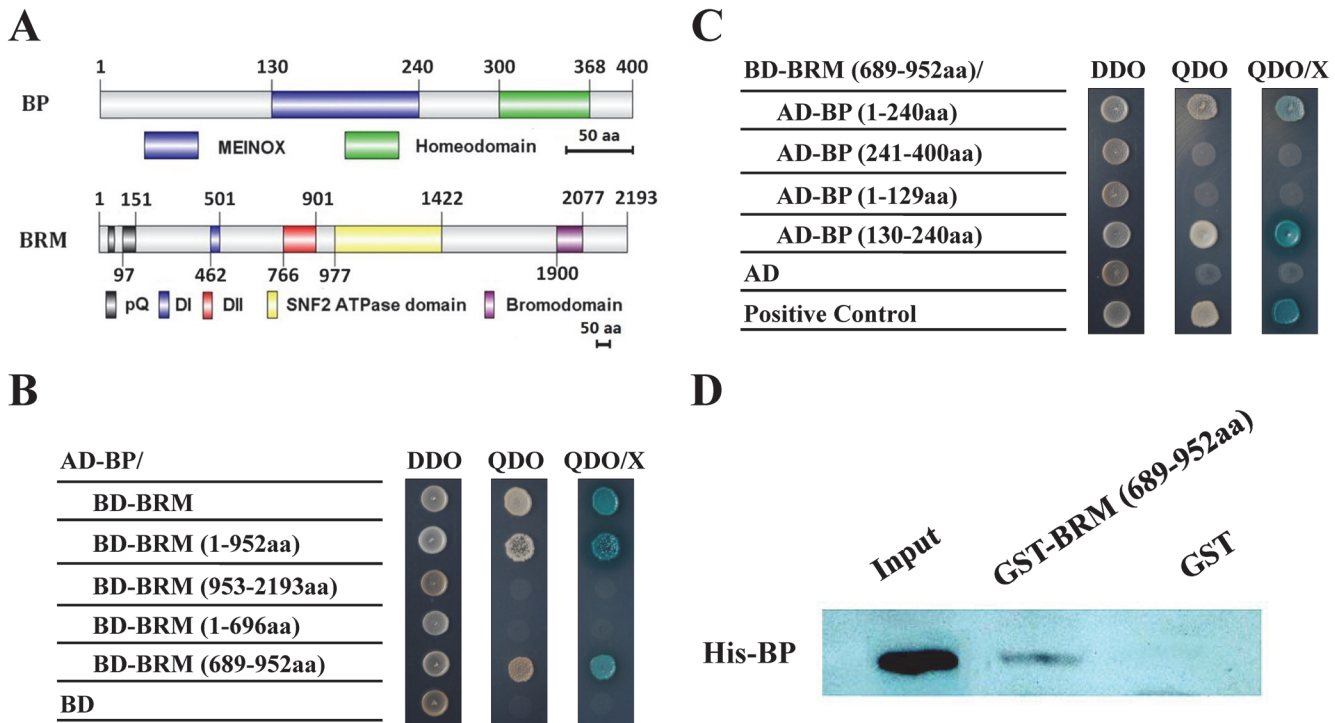 A
1 130 240 300 368 400
BP
MEINOX Homeodomain 50 aa
1 151 501 901 1422 2077 2193
BRM
97 462 766 977 1900
pQ DI DII SNF2 ATPase domain Bromodomain
50 aa
B
AD-BP/ DDO QDO QDO/X
BD-BRM
BD-BRM (1-952aa)
BD-BRM (953-2193aa)
BD-BRM (1-696aa)
BD-BRM (689-952aa)
BD
C
BD-BRM (689-952aa)/ DDO QDO QDO/X
AD-BP (1-240aa)
AD-BP (241-400aa)
AD-BP (1-129aa)
AD-BP (130-240aa)
AD
Positive Control
D
Input GST-BRM (689-952aa) GST
His-BP